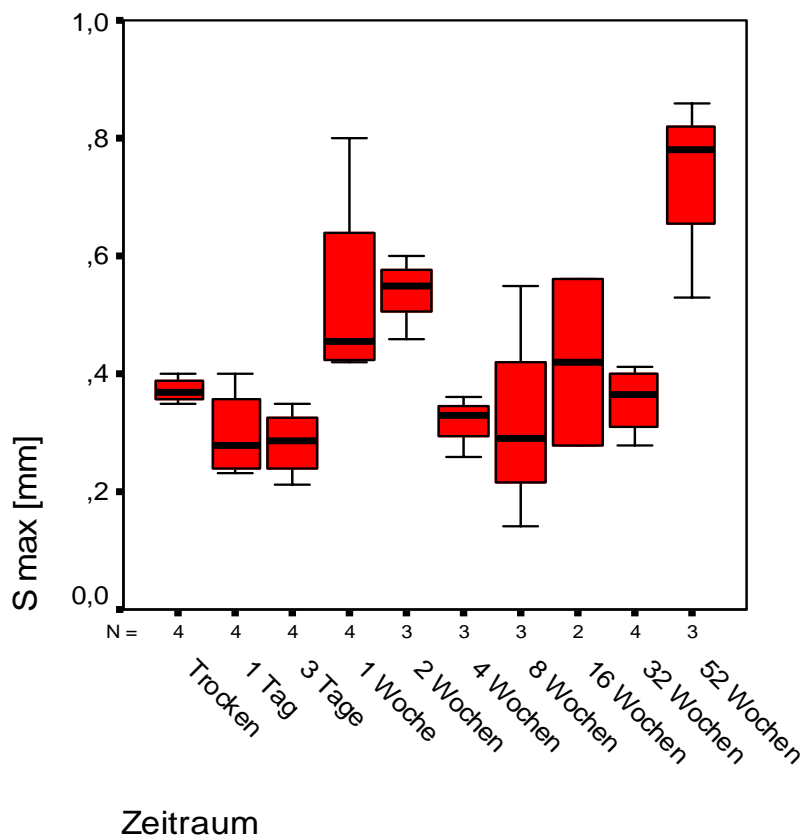 1,0
,8
,6
,4
,2
0,0
S max [mm]
N = 4 4 4 4 3 3 3 2 4 3
Trocken
1 Tag
3 Tage
1 Woche
2 Wochen
4 Wochen
8 Wochen
16 Wochen
32 Wochen
52 Wochen
Zeitraum